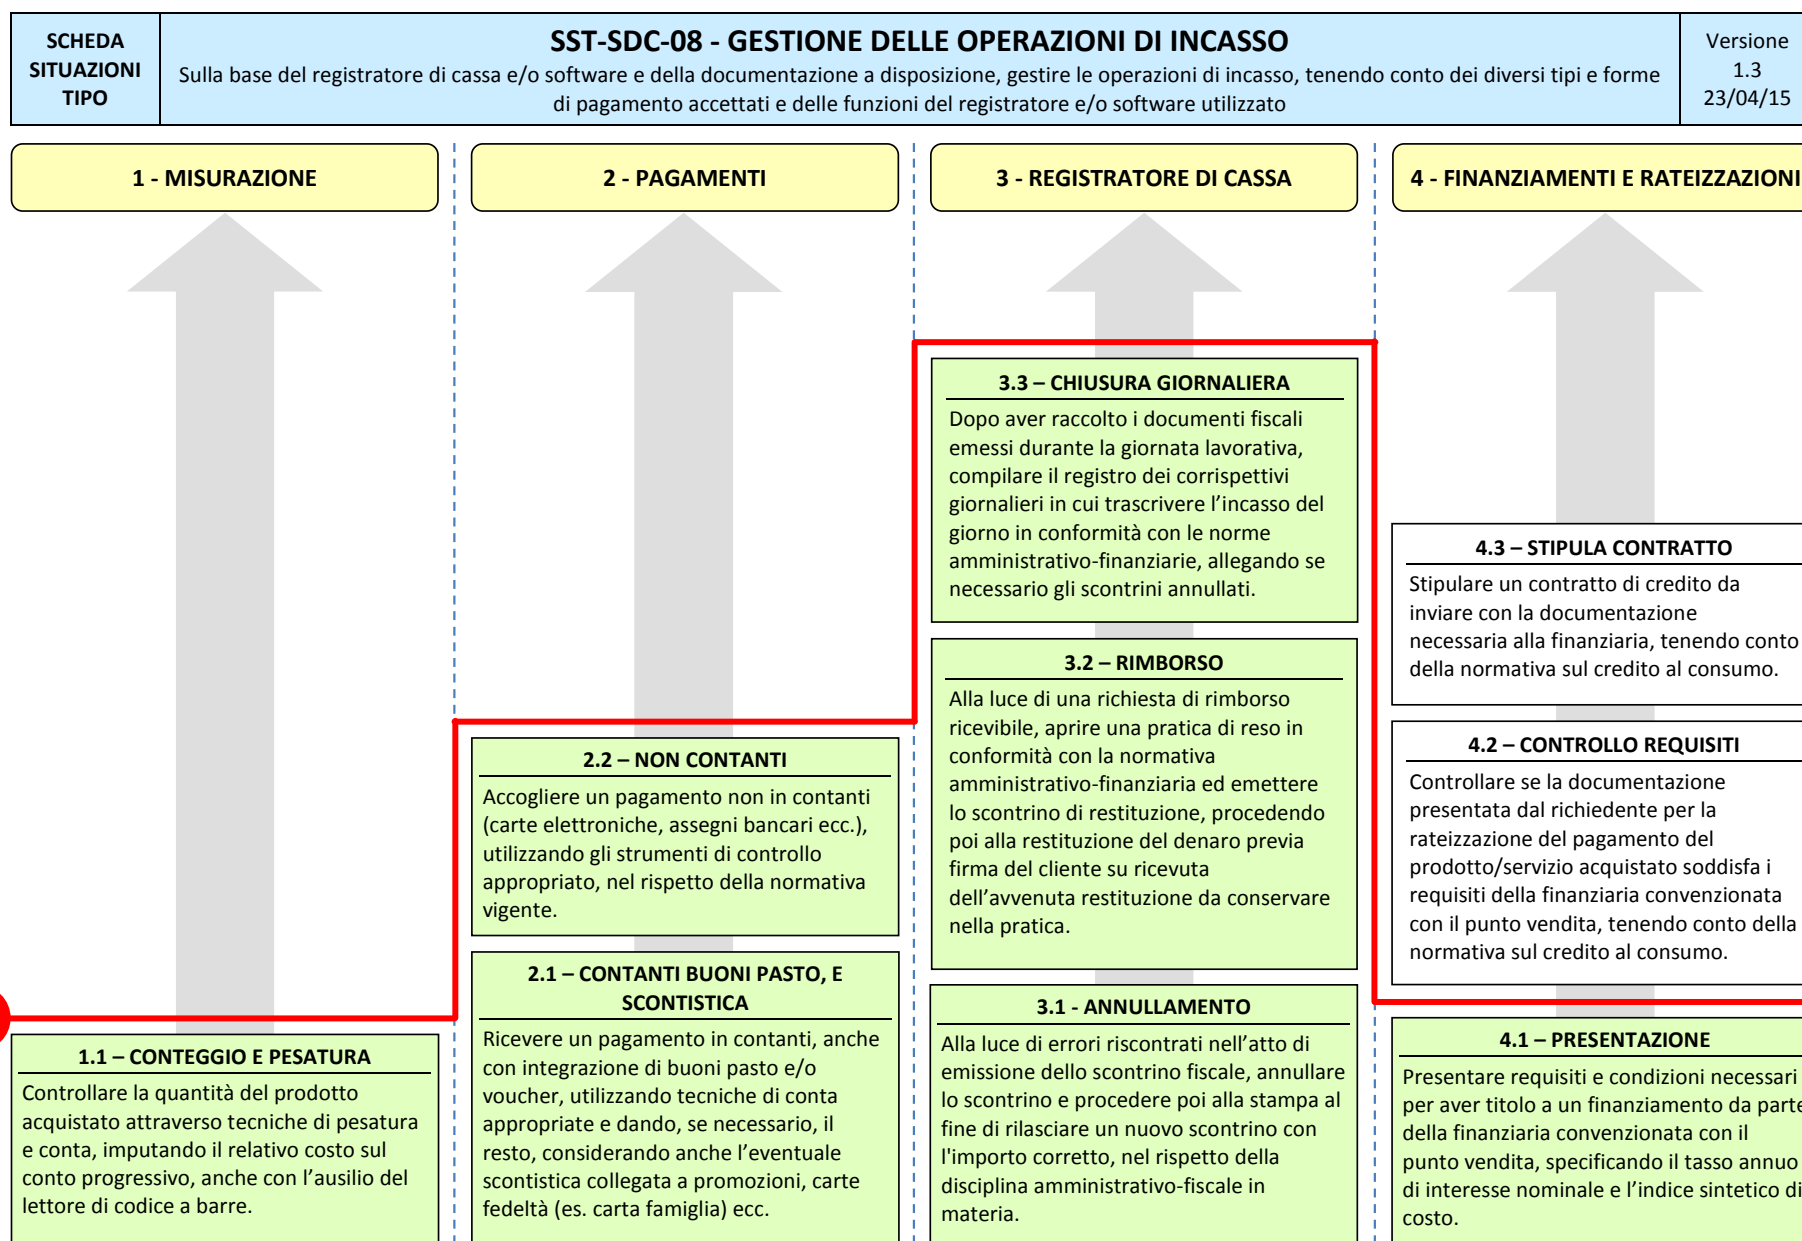 SCHEDA
SITUAZIONI
TIPO
SST-SDC-08 - GESTIONE DELLE OPERAZIONI DI INCASSO
Sulla base del registratore di cassa e/o software e della documentazione a disposizione, gestire le operazioni di incasso, tenendo conto dei diversi tipi e forme
di pagamento accettati e delle funzioni del registratore e/o software utilizzato
Versione
1.3
23/04/15
1 - MISURAZIONE
2 - PAGAMENTI
3 - REGISTRATORE DI CASSA
4 - FINANZIAMENTI E RATEIZZAZIONI
1.1 – CONTEGGIO E PESATURA
Controllare la quantità del prodotto
acquistato attraverso tecniche di pesatura
e conta, imputando il relativo costo sul
conto progressivo, anche con l’ausilio del
lettore di codice a barre.
2.2 – NON CONTANTI
Accogliere un pagamento non in contanti
(carte elettroniche, assegni bancari ecc.),
utilizzando gli strumenti di controllo
appropriato, nel rispetto della normativa
vigente.
2.1 – CONTANTI BUONI PASTO, E
SCONTISTICA
Ricevere un pagamento in contanti, anche
con integrazione di buoni pasto e/o
voucher, utilizzando tecniche di conta
appropriate e dando, se necessario, il
resto, considerando anche l’eventuale
scontistica collegata a promozioni, carte
fedeltà (es. carta famiglia) ecc.
3.3 – CHIUSURA GIORNALIERA
Dopo aver raccolto i documenti fiscali
emessi durante la giornata lavorativa,
compilare il registro dei corrispettivi
giornalieri in cui trascrivere l’incasso del
giorno in conformità con le norme
amministrativo-finanziarie, allegando se
necessario gli scontrini annullati.
3.2 – RIMBORSO
Alla luce di una richiesta di rimborso
ricevibile, aprire una pratica di reso in
conformità con la normativa
amministrativo-finanziaria ed emettere
lo scontrino di restituzione, procedendo
poi alla restituzione del denaro previa
firma del cliente su ricevuta
dell’avvenuta restituzione da conservare
nella pratica.
3.1 - ANNULLAMENTO
Alla luce di errori riscontrati nell’atto di
emissione dello scontrino fiscale, annullare
lo scontrino e procedere poi alla stampa al
fine di rilasciare un nuovo scontrino con
l'importo corretto, nel rispetto della
disciplina amministrativo-fiscale in
materia.
4.3 – STIPULA CONTRATTO
Stipulare un contratto di credito da
inviare con la documentazione
necessaria alla finanziaria, tenendo conto
della normativa sul credito al consumo.
4.2 – CONTROLLO REQUISITI
Controllare se la documentazione
presentata dal richiedente per la
rateizzazione del pagamento del
prodotto/servizio acquistato soddisfa i
requisiti della finanziaria convenzionata
con il punto vendita, tenendo conto della
normativa sul credito al consumo.
4.1 – PRESENTAZIONE
Presentare requisiti e condizioni necessari
per aver titolo a un finanziamento da parte
della finanziaria convenzionata con il
punto vendita, specificando il tasso annuo
di interesse nominale e l’indice sintetico di
costo.